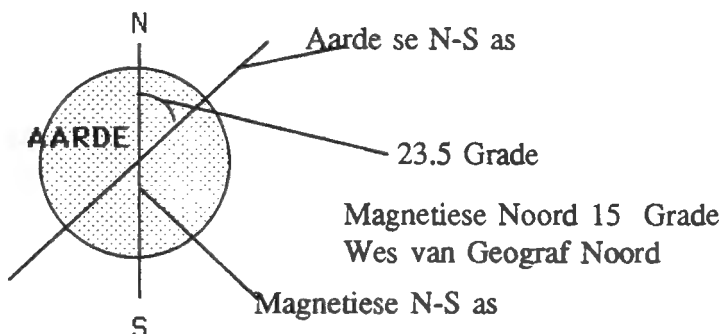 N
Aarde se N-S as
AARDE
23.5 Grade
Magnetiese Noord 15 Grade
Wes van Geograf Noord
Magnetiese N-S as
S